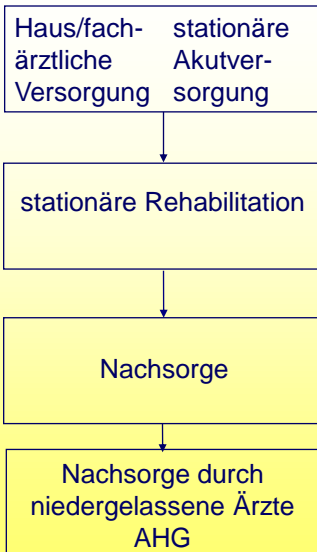 Haus/fach-
ärztliche
Versorgung
stationäre
Akutver-
sorgung
stationäre Rehabilitation
Nachsorge
Nachsorge durch
niedergelassene Ärzte
AHG